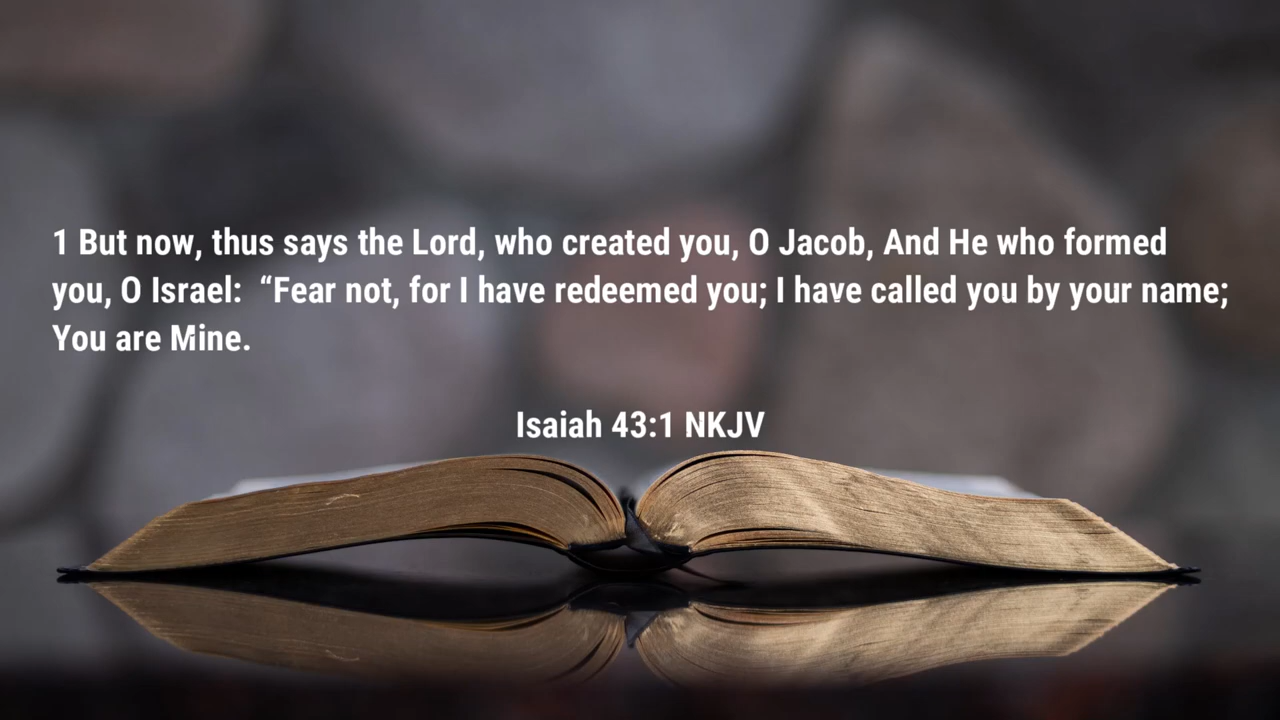 1 But now, thus says the Lord, who created you, O Jacob, And He who formed
you, O Israel:  “Fear not, for I have redeemed you; I have called you by your name;
You are Mine.
Isaiah 43:1 NKJV